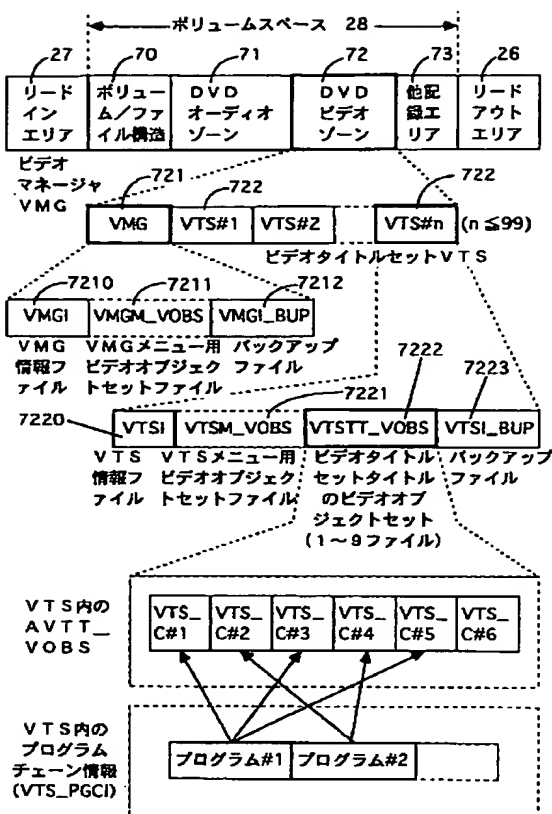 ボリュームスペース 28
27 70 71 72 73 26
リード ボリュー DVD DVD 他記 リード
イン ム/ファ オーディオ ビデオ 録エ アウト
エリア イル構造 ゾーン ゾーン リア エリア
ビデオ
マネージャ
VMG
721 722 722
VMG VTS#1 VTS#2 VTS#n (n≦99)
ビデオタイトルセットVTS
7210 7211 7212
VMGI VMGM_VOBS VMGI_BUP
VMG VMGメニュー用 バックアップ
情報フ ビデオオブジェク ファイル
ァイル トセットファイル
7222 7223
7220 7221
VTSI VTSM_VOBS VTSTT_VOBS VTSI_BUP
VTS VTSメニュー用 ビデオタイトル バックアップ
情報フ ビデオオブジェク セットタイトル ファイル
ァイル トセットファイル のビデオオブ
ジェクトセット
(1〜9ファイル)
VTS内の
AVTT_
VOBS
VTS_ VTS_ VTS_ VTS_ VTS_ VTS_
C#1 C#2 C#3 C#4 C#5 C#6
VTS内の
プログラム
チェーン情報
(VTS_PGCI)
プログラム#1 プログラム#2